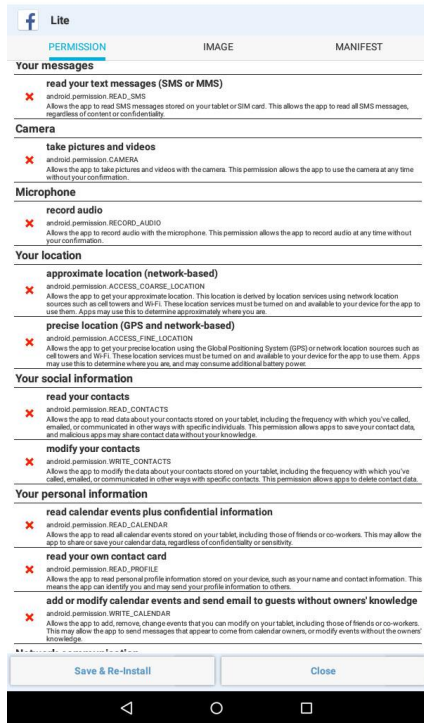 Lite
PERMISSION IMAGE MANIFEST
Your messages
read your text messages (SMS or MMS)
android.permission.READ_SMS
Allows the app to read SMS messages stored on your tablet or SIM card. This allows the app to read all SMS messages,
regardless of content or confidentiality.
Camera
take pictures and videos
android.permission.CAMERA
Allows the app to take pictures and videos with the camera. This permission allows the app to use the camera at any time
without your confirmation.
Microphone
record audio
android.permission.RECORD_AUDIO
Allows the app to record audio with the microphone. This permission allows the app to record audio at any time without
your confirmation.
Your location
approximate location (network-based)
android.permission.ACCESS_COARSE_LOCATION
Allows the app to get your approximate location. This location is derived by location services using network location
sources such as cell towers and Wi-Fi. These location services must be turned on and available to your device for the app to
use them. Apps may use this to determine approximately where you are.
precise location (GPS and network-based)
android.permission.ACCESS_FINE_LOCATION
Allows the app to get your precise location using the Global Positioning System (GPS) or network location sources such as
cell towers and Wi-Fi. These location services must be turned on and available to your device for the app to use them. Apps
may use this to determine where you are, and may consume additional battery power.
Your social information
read your contacts
android.permission.READ_CONTACTS
Allows the app to read data about your contacts stored on your tablet, including the frequency with which you've called,
emailed, or communicated in other ways with specific individuals. This permission allows apps to save your contact data,
and malicious apps may share contact data without your knowledge.
modify your contacts
android.permission.WRITE_CONTACTS
Allows the app to modify the data about your contacts stored on your tablet, including the frequency with which you've
called, emailed, or communicated in other ways with specific contacts. This permission allows apps to delete contact data.
Your personal information
read calendar events plus confidential information
android.permission.READ_CALENDAR
Allows the app to read all calendar events stored on your tablet, including those of friends or co-workers. This may allow the
app to share or save your calendar data, regardless of confidentiality or sensitivity.
read your own contact card
android.permission.READ_PROFILE
Allows the app to read personal profile information stored on your device, such as your name and contact information. This
means the app can identify you and may send your profile information to others.
add or modify calendar events and send email to guests without owners' knowledge
android.permission.WRITE_CALENDAR
Allows the app to add, remove, change events that you can modify on your tablet, including those of friends or co-workers.
This may allow the app to send messages that appear to come from calendar owners, or modify events without the owners'
knowledge.
Network communication
Save & Re-Install Close